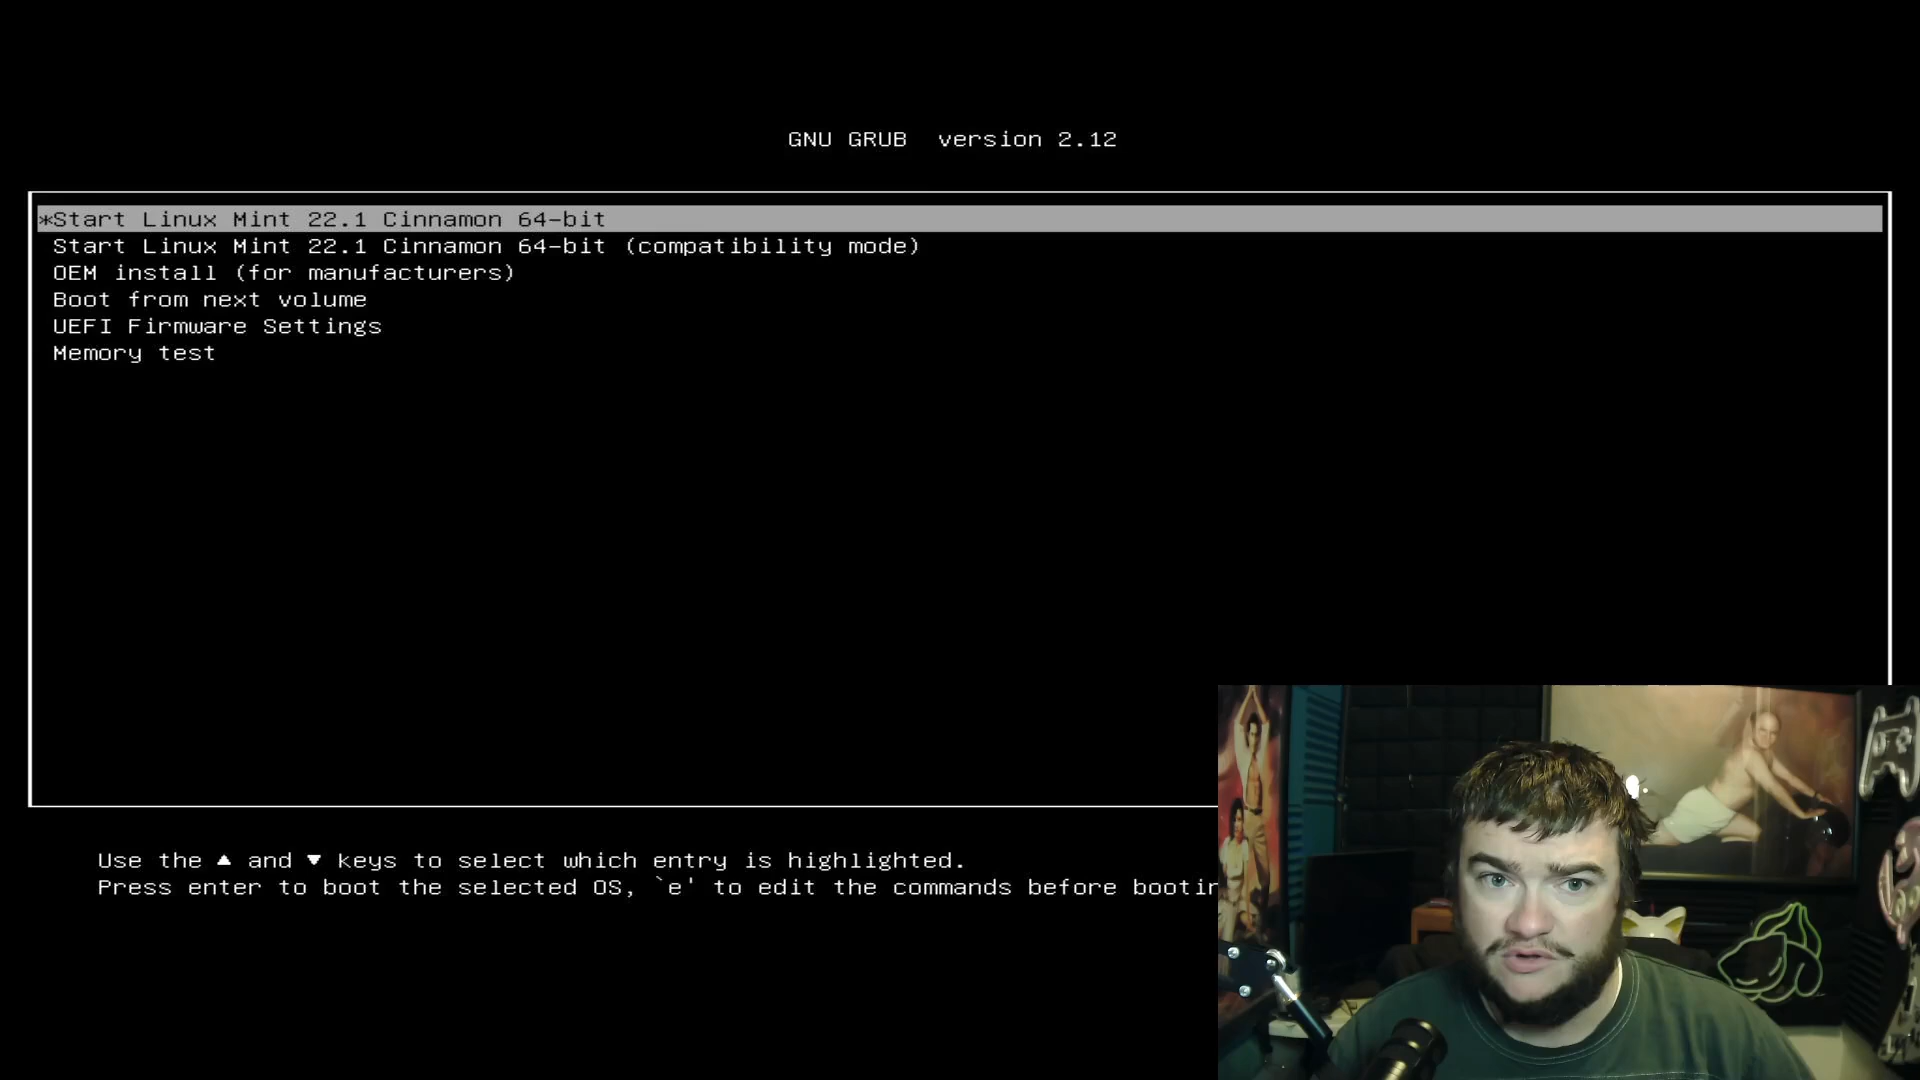 GNU GRUB  version 2.12
*Start Linux Mint 22.1 Cinnamon 64-bit
Start Linux Mint 22.1 Cinnamon 64-bit (compatibility mode)
OEM install (for manufacturers)
Boot from next volume
UEFI Firmware Settings
Memory test
Use the ▲ and ▼ keys to select which entry is highlighted.
Press enter to boot the selected OS, `e' to edit the commands before bootin